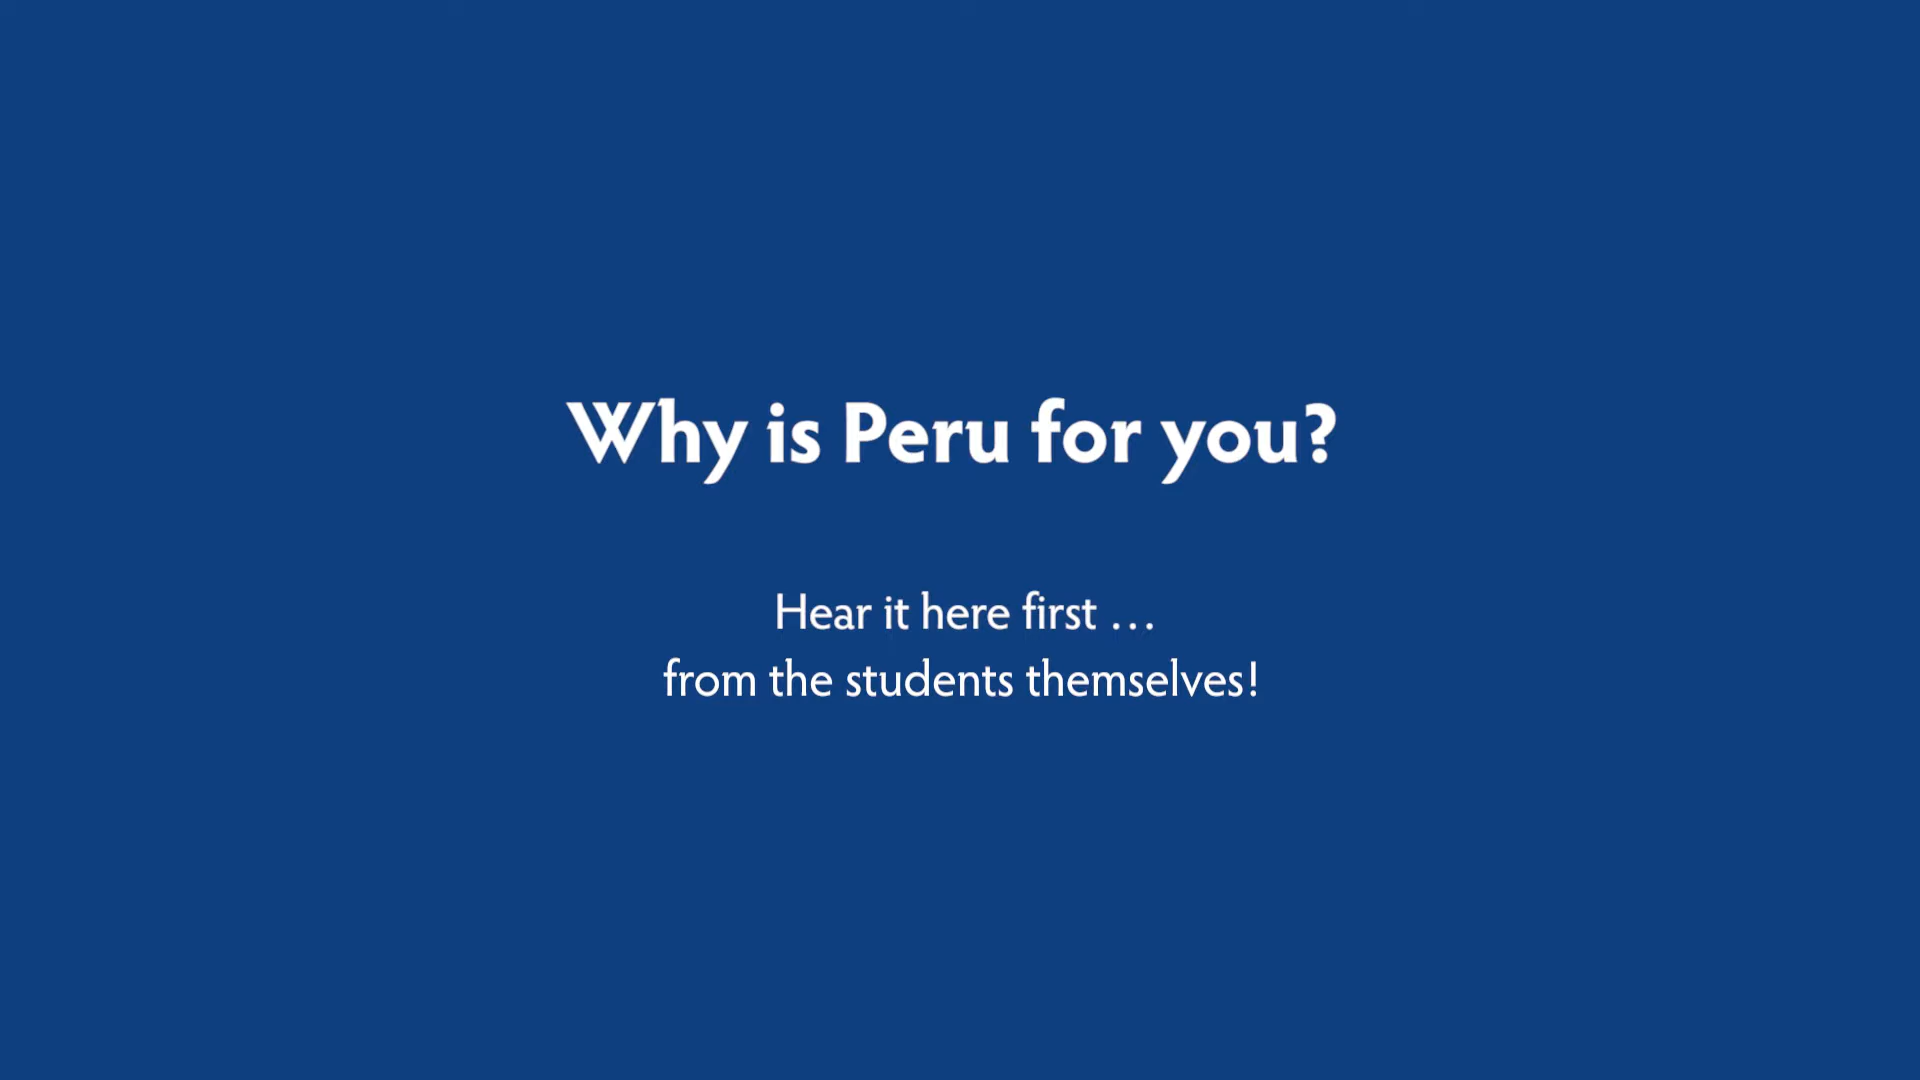 Why is Peru for you?
Hear it here first ...
from the students themselves!